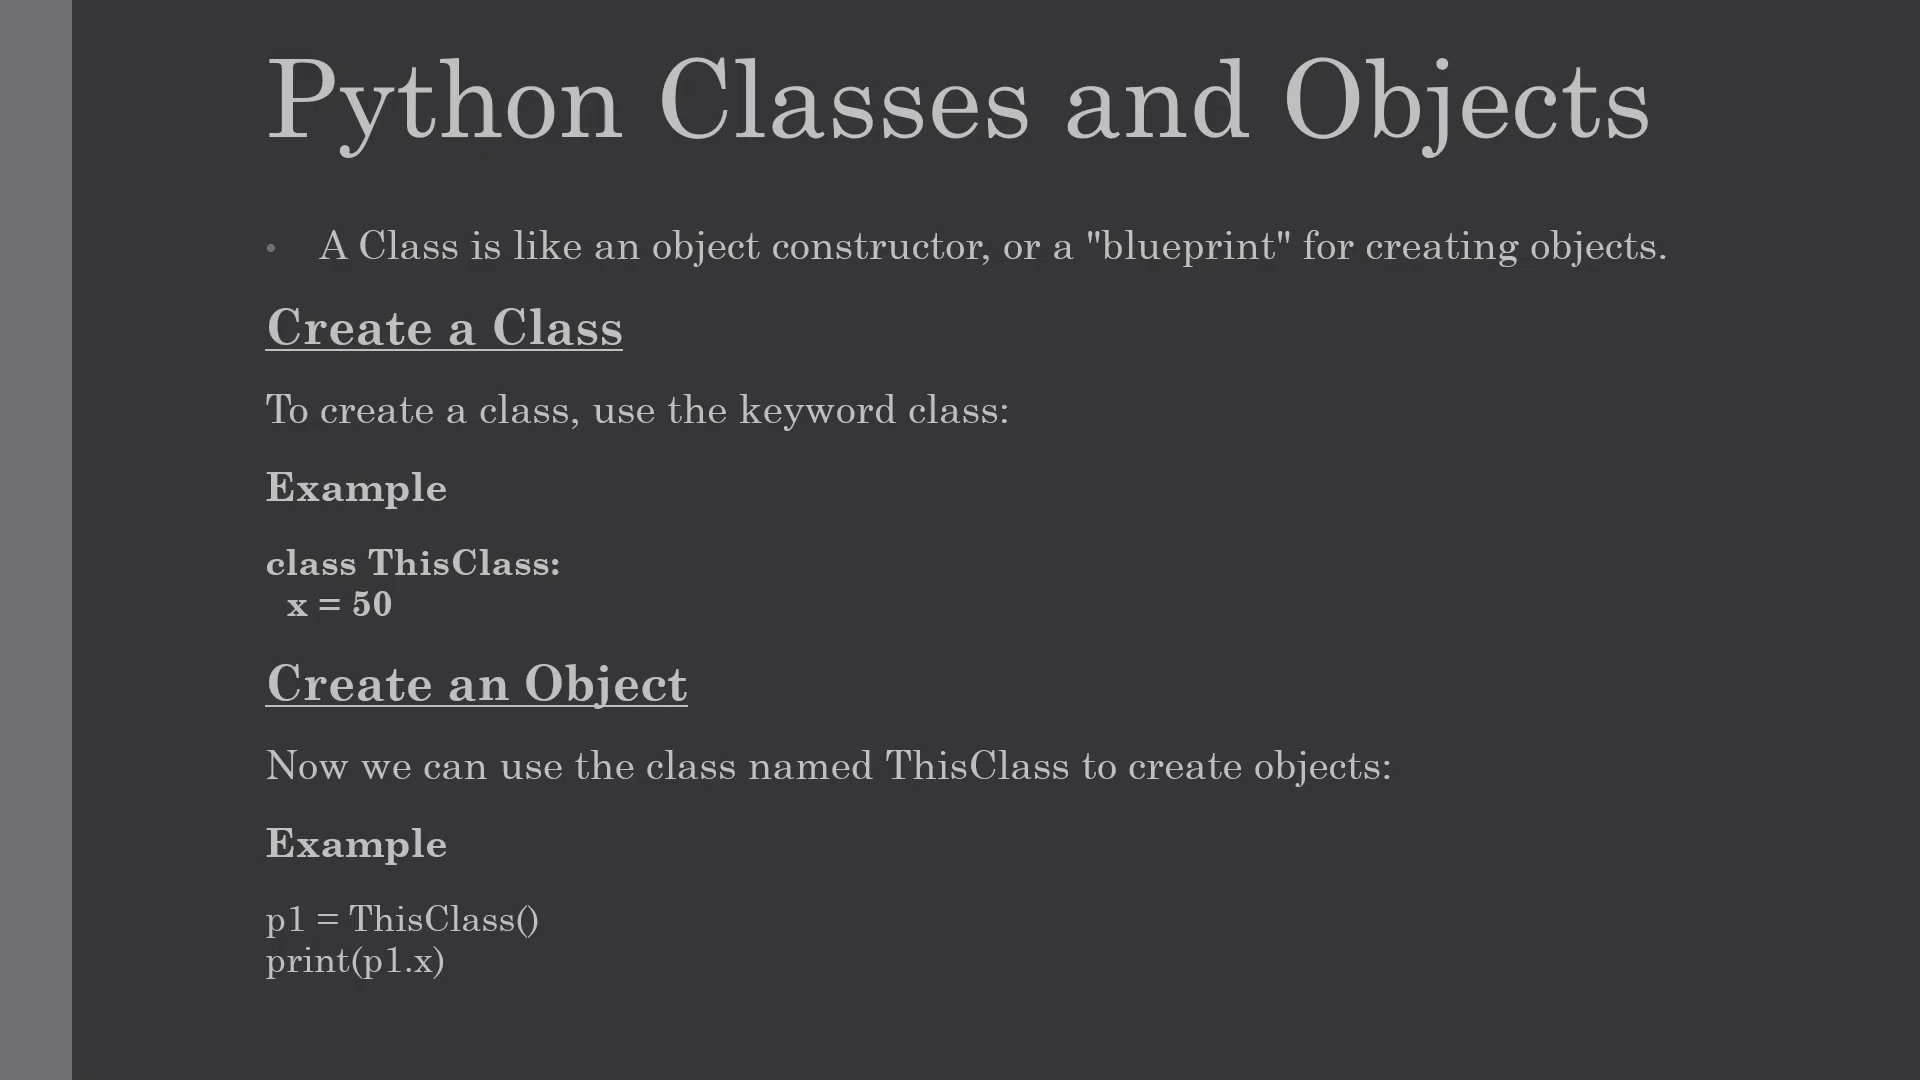 Python Classes and Objects
• A Class is like an object constructor, or a "blueprint" for creating objects.
Create a Class
To create a class, use the keyword class:
Example
class ThisClass:
  x = 50
Create an Object
Now we can use the class named ThisClass to create objects:
Example
p1 = ThisClass()
print(p1.x)